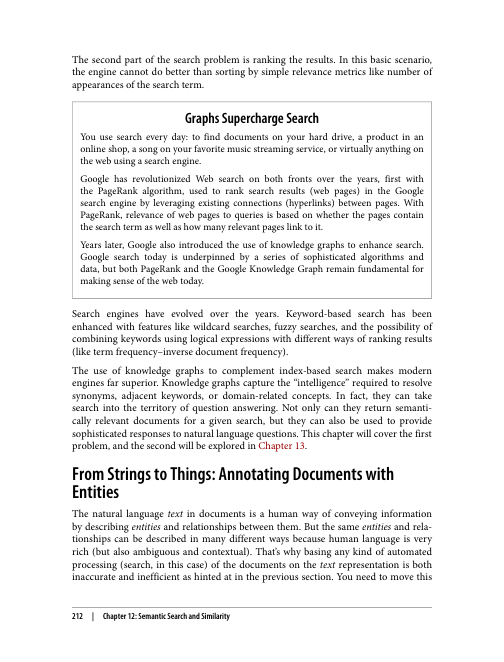 The second part of the search problem is ranking the results. In this basic scenario,
the engine cannot do better than sorting by simple relevance metrics like number of
appearances of the search term.
Graphs Supercharge Search
You use search every day: to find documents on your hard drive, a product in an
online shop, a song on your favorite music streaming service, or virtually anything on
the web using a search engine.
Google has revolutionized Web search on both fronts over the years, first with
the PageRank algorithm, used to rank search results (web pages) in the Google
search engine by leveraging existing connections (hyperlinks) between pages. With
PageRank, relevance of web pages to queries is based on whether the pages contain
the search term as well as how many relevant pages link to it.
Years later, Google also introduced the use of knowledge graphs to enhance search.
Google search today is underpinned by a series of sophisticated algorithms and
data, but both PageRank and the Google Knowledge Graph remain fundamental for
making sense of the web today.
Search engines have evolved over the years. Keyword-based search has been
enhanced with features like wildcard searches, fuzzy searches, and the possibility of
combining keywords using logical expressions with different ways of ranking results
(like term frequency–inverse document frequency).
The use of knowledge graphs to complement index-based search makes modern
engines far superior. Knowledge graphs capture the “intelligence” required to resolve
synonyms, adjacent keywords, or domain-related concepts. In fact, they can take
search into the territory of question answering. Not only can they return semanti-
cally relevant documents for a given search, but they can also be used to provide
sophisticated responses to natural language questions. This chapter will cover the first
problem, and the second will be explored in Chapter 13.
From Strings to Things: Annotating Documents with
Entities
The natural language text in documents is a human way of conveying information
by describing entities and relationships between them. But the same entities and rela-
tionships can be described in many different ways because human language is very
rich (but also ambiguous and contextual). That’s why basing any kind of automated
processing (search, in this case) of the documents on the text representation is both
inaccurate and inefficient as hinted at in the previous section. You need to move this
212 | Chapter 12: Semantic Search and Similarity